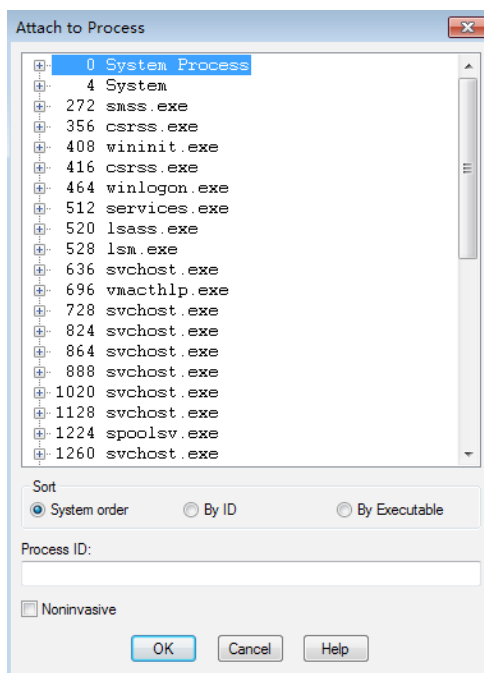 Attach to Process
0 System Process
4 System
272 smss.exe
356 csrss.exe
408 wininit.exe
416 csrss.exe
464 winlogon.exe
512 services.exe
520 lsass.exe
528 lsm.exe
636 svchost.exe
696 vmacthlp.exe
728 svchost.exe
824 svchost.exe
864 svchost.exe
888 svchost.exe
1020 svchost.exe
1128 svchost.exe
1224 spoolsv.exe
1260 svchost.exe
Sort
System order By ID By Executable
Process ID:
Noninvasive
OK Cancel Help